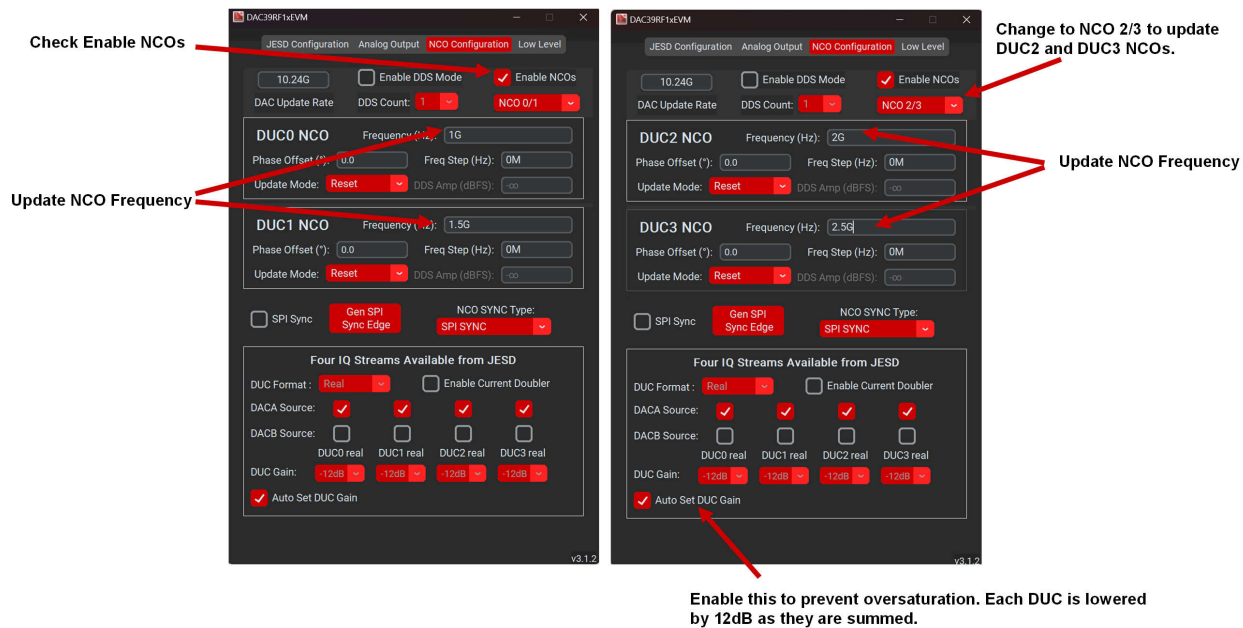 Check Enable NCOs
Update NCO Frequency
DAC39RF1xEVM
JESD Configuration Analog Output NCO Configuration Low Level
10.24G Enable DDS Mode Enable NCOs
DAC Update Rate DDS Count: 1 NCO 0/1
DUC0 NCO Frequency (Hz): 1G
Phase Offset (°): 0.0 Freq Step (Hz): 0M
Update Mode: Reset DDS Amp (dBFS): -∞
DUC1 NCO Frequency (Hz): 1.5G
Phase Offset (°): 0.0 Freq Step (Hz): 0M
Update Mode: Reset DDS Amp (dBFS): -∞
SPI Sync Gen SPI Sync Edge NCO SYNC Type:
SPI SYNC
Four IQ Streams Available from JESD
DUC Format : Real Enable Current Doubler
DACA Source:
DACB Source:
DUC0 real DUC1 real DUC2 real DUC3 real
DUC Gain: -12dB -12dB -12dB -12dB
Auto Set DUC Gain
v3.1.2
DAC39RF1xEVM
JESD Configuration Analog Output NCO Configuration Low Level
10.24G Enable DDS Mode Enable NCOs
DAC Update Rate DDS Count: 1 NCO 2/3
DUC2 NCO Frequency (Hz): 2G
Phase Offset (°): 0.0 Freq Step (Hz): 0M
Update Mode: Reset DDS Amp (dBFS): -∞
DUC3 NCO Frequency (Hz): 2.5G
Phase Offset (°): 0.0 Freq Step (Hz): 0M
Update Mode: Reset DDS Amp (dBFS): -∞
SPI Sync Gen SPI Sync Edge NCO SYNC Type:
SPI SYNC
Four IQ Streams Available from JESD
DUC Format : Real Enable Current Doubler
DACA Source:
DACB Source:
DUC0 real DUC1 real DUC2 real DUC3 real
DUC Gain: -12dB -12dB -12dB -12dB
Auto Set DUC Gain
v3.1.2
Change to NCO 2/3 to update
DUC2 and DUC3 NCOs.
Update NCO Frequency
Enable this to prevent oversaturation. Each DUC is lowered
by 12dB as they are summed.